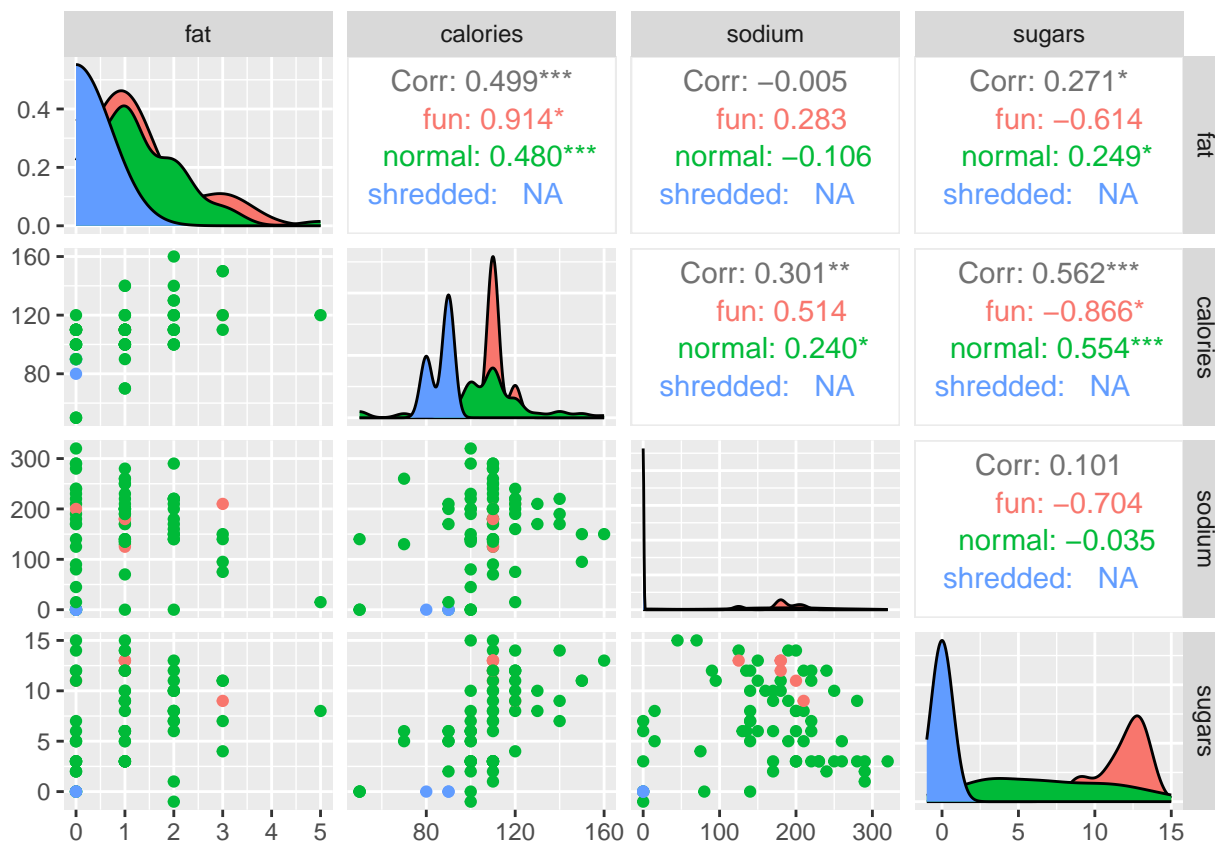 fat calories sodium sugars
Corr: 0.499*** Corr: −0.005 Corr: 0.271*
fun: 0.914* fun: 0.283 fun: −0.614
normal: 0.480*** normal: −0.106 normal: 0.249*
shredded: NA shredded: NA shredded: NA
fat
0.4
0.2
0.0
Corr: 0.301** Corr: 0.562***
fun: 0.514 fun: −0.866*
normal: 0.240* normal: 0.554***
shredded: NA shredded: NA
calories
160
120
80
Corr: 0.101
fun: −0.704
normal: −0.035
shredded: NA
sodium
300
200
100
0
sugars
15
10
5
0
0 1 2 3 4 5 80 120 160 0 100 200 300 0 5 10 15